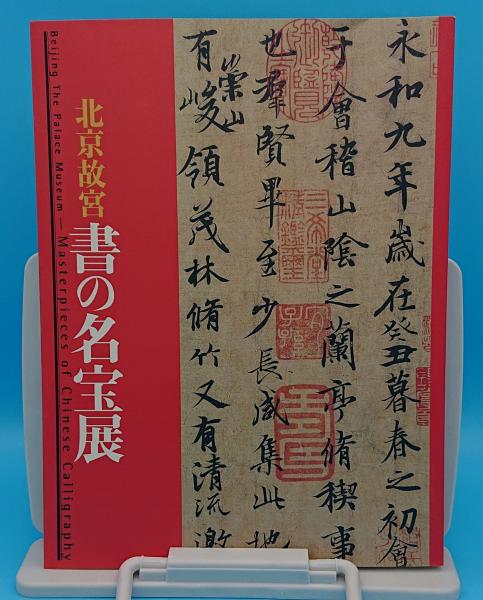 北京故宮
書の名宝展
Beijing The Palace Museum — Masterpieces of Chinese Calligraphy
永和九年歳在癸丑暮春之初會
于會稽山陰之蘭亭脩稧事
也群賢畢至少長咸集此地
有崇山峻領茂林脩竹又有清流激